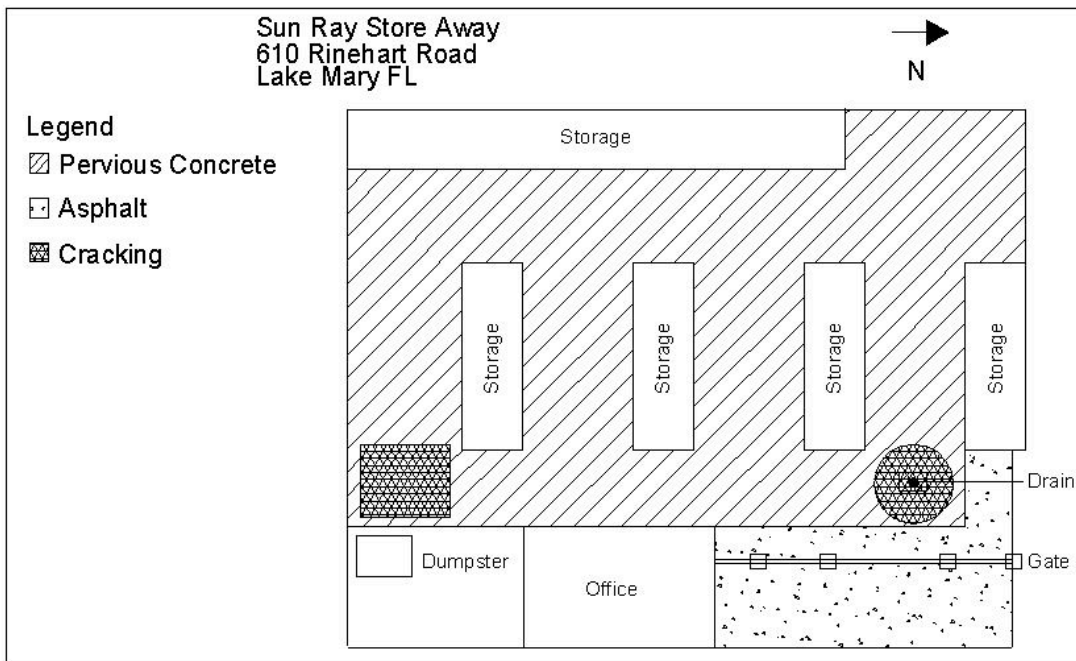 Sun Ray Store Away
610 Rinehart Road
Lake Mary FL
N
Legend
Pervious Concrete
Asphalt
Cracking
Storage
Storage
Storage
Storage
Storage
Drain
Dumpster
Office
Gate